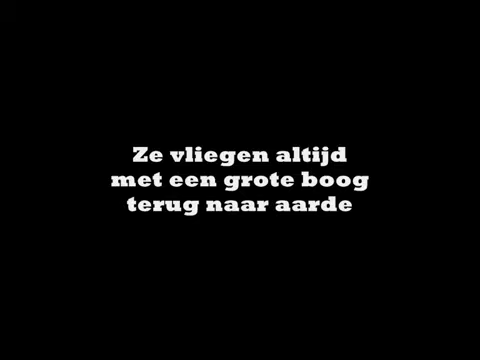 Ze vliegen altijd
met een grote boog
terug naar aarde